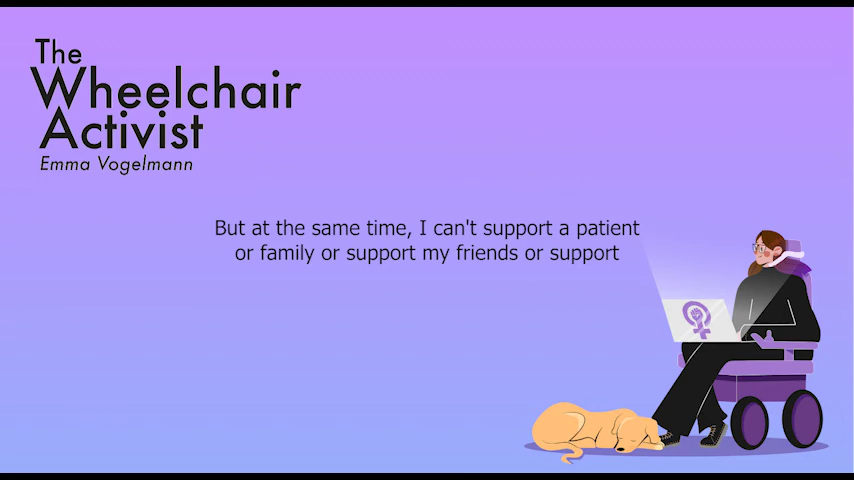 The
Wheelchair
Activist
Emma Vogelmann
But at the same time, I can't support a patient
or family or support my friends or support